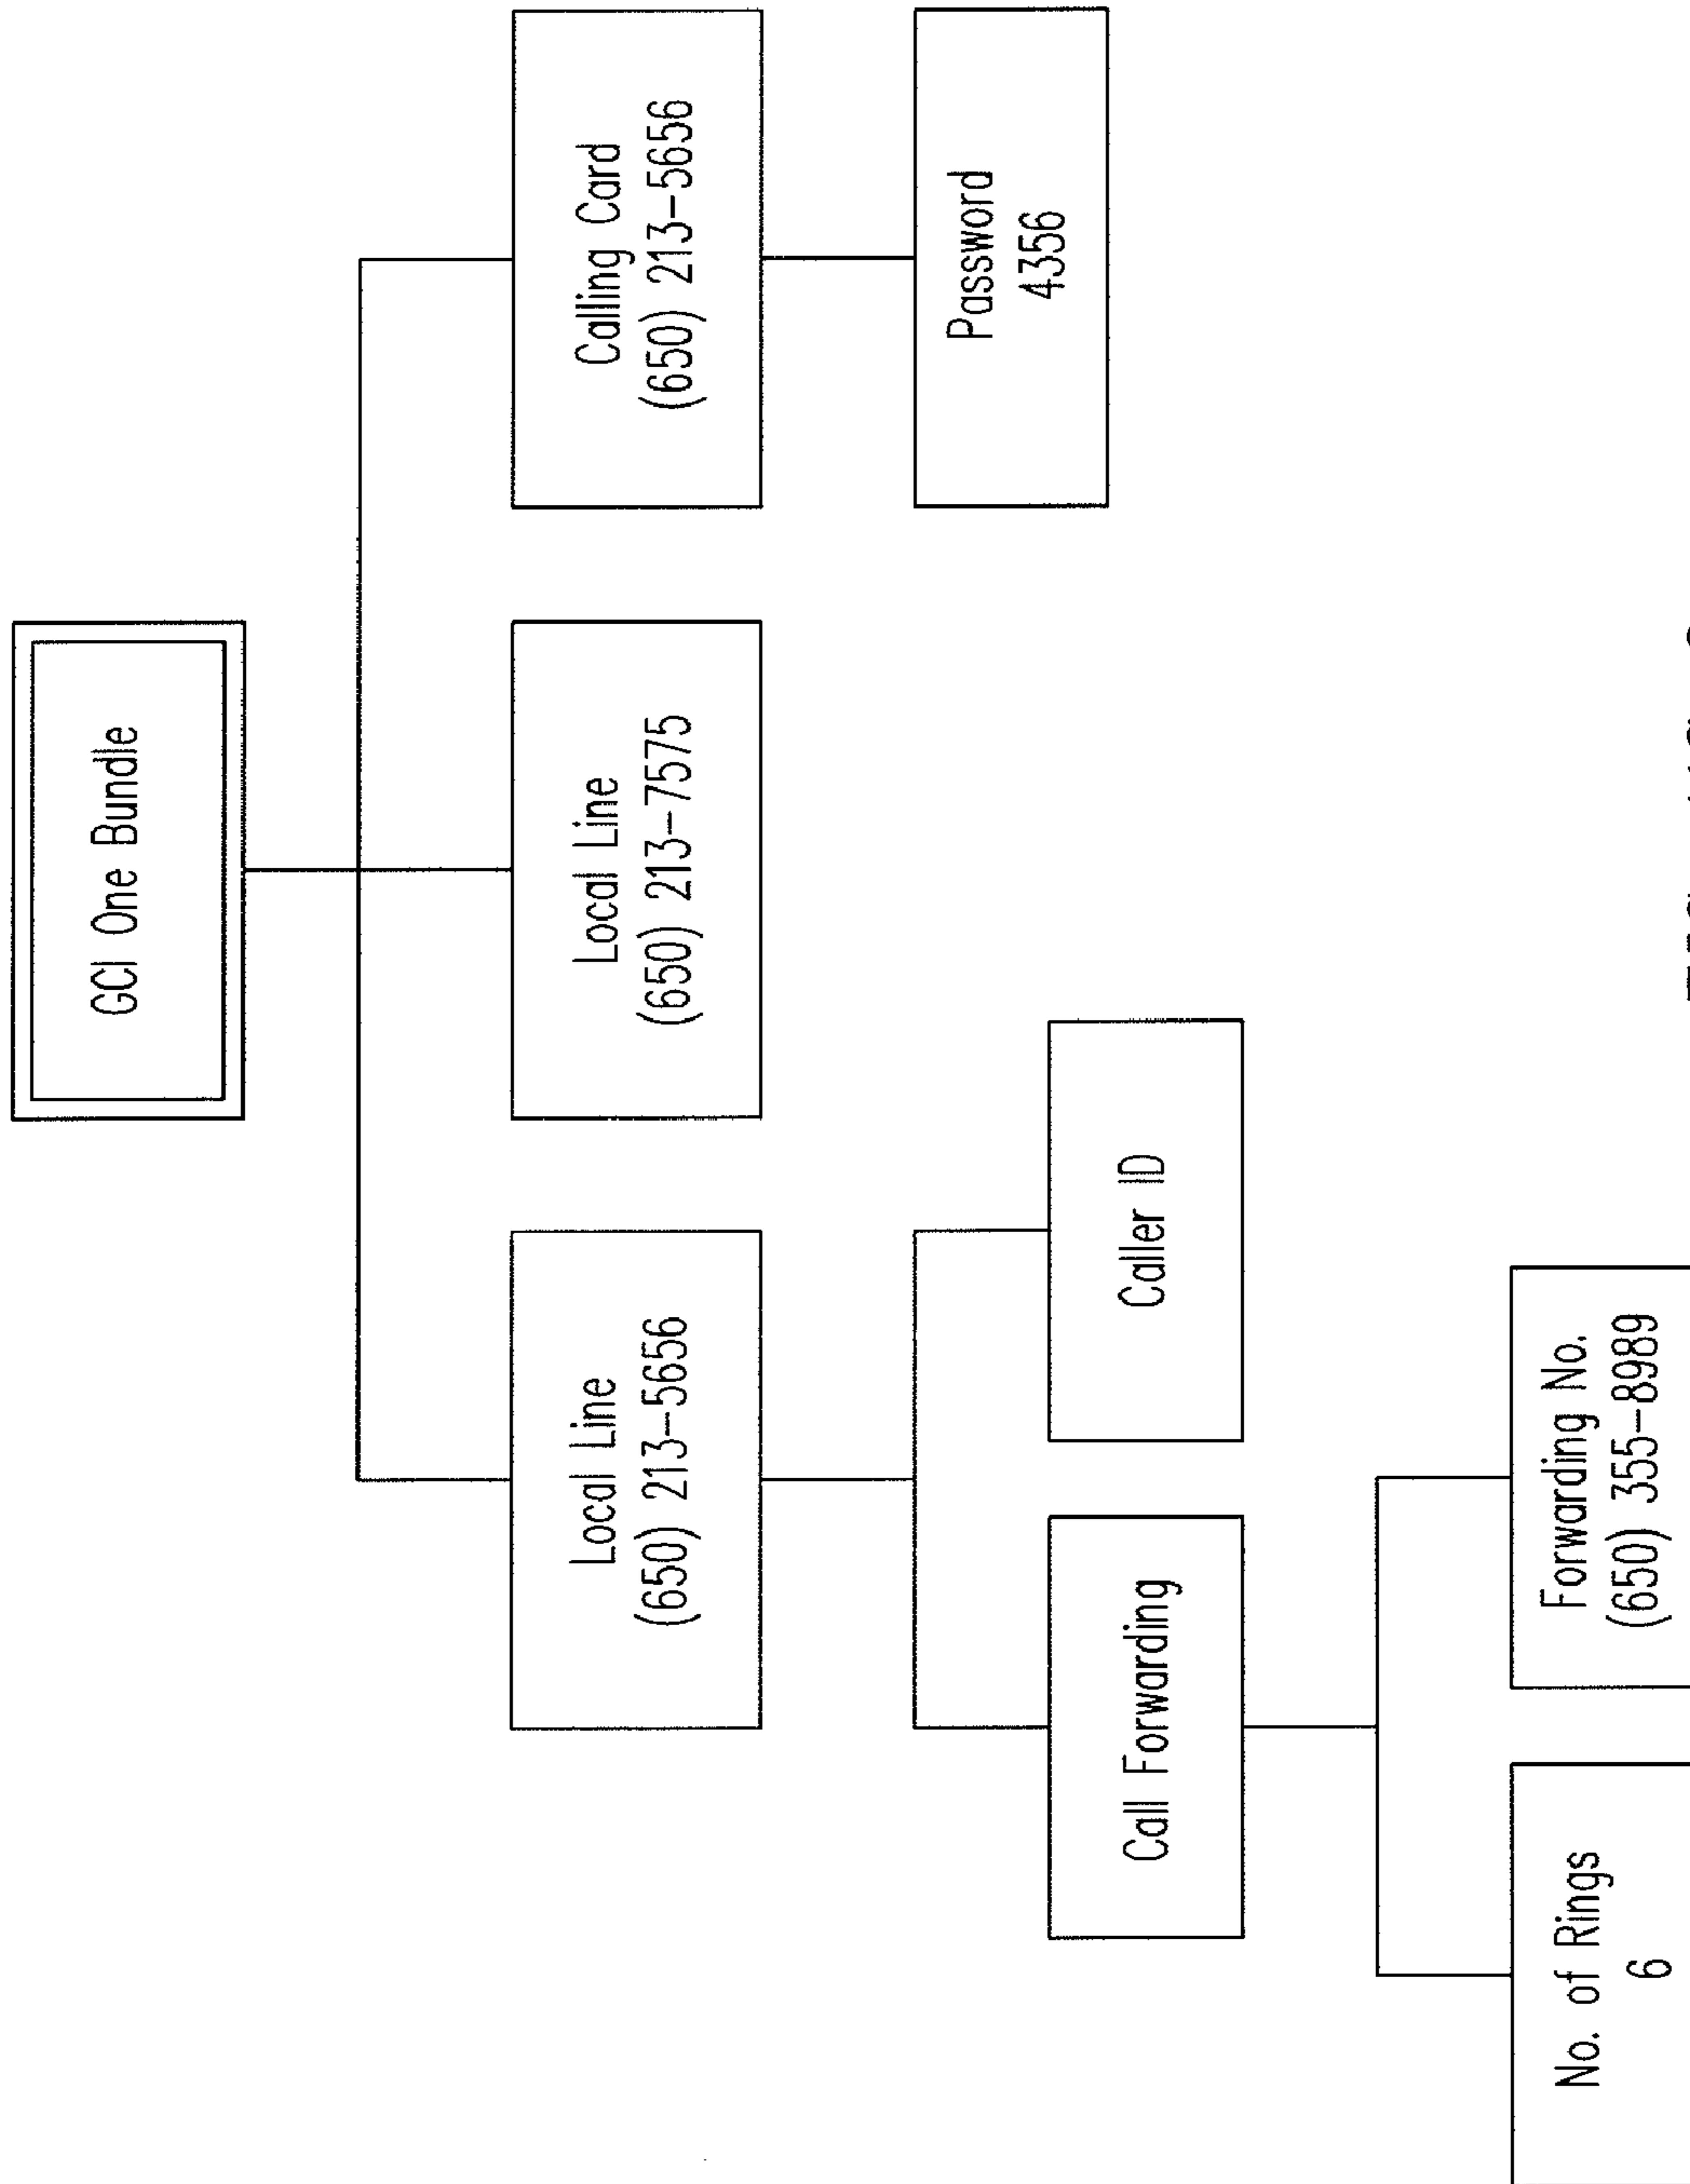 GCI One Bundle
Local Line
(650) 213-5656
Local Line
(650) 213-7575
Calling Card
(650) 213-5656
Call Forwarding
Caller ID
Password
4356
No. of Rings
6
Forwarding No.
(650) 355-8989